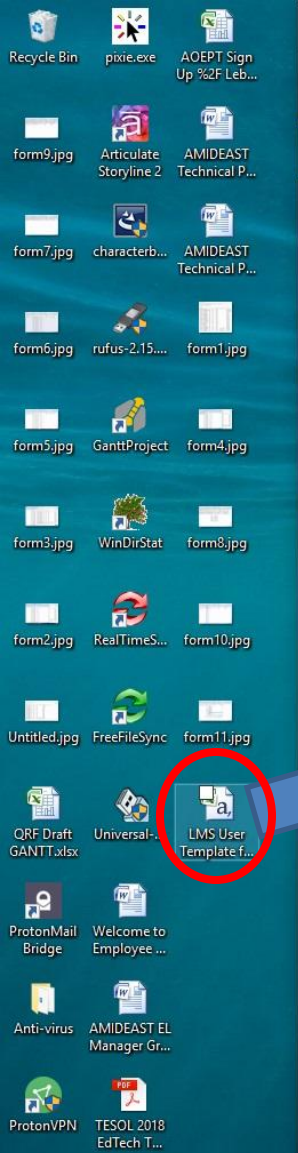 Recycle Bin
pixie.exe
AOEPT Sign
Up %2F Leb...
form9.jpg
Articulate
Storyline 2
AMIDEAST
Technical P...
form7.jpg
characterb...
AMIDEAST
Technical P...
form6.jpg
rufus-2.15....
form1.jpg
form5.jpg
GanttProject
form4.jpg
form3.jpg
WinDirStat
form8.jpg
form2.jpg
RealTimeS...
form10.jpg
Untitled.jpg
FreeFileSync
form11.jpg
QRF Draft
GANTT.xlsx
Universal-...
a,
LMS User
Template f...
ProtonMail
Bridge
Welcome to
Employee ...
Anti-virus
AMIDEAST EL
Manager Gr...
ProtonVPN
PDF
TESOL 2018
EdTech T...